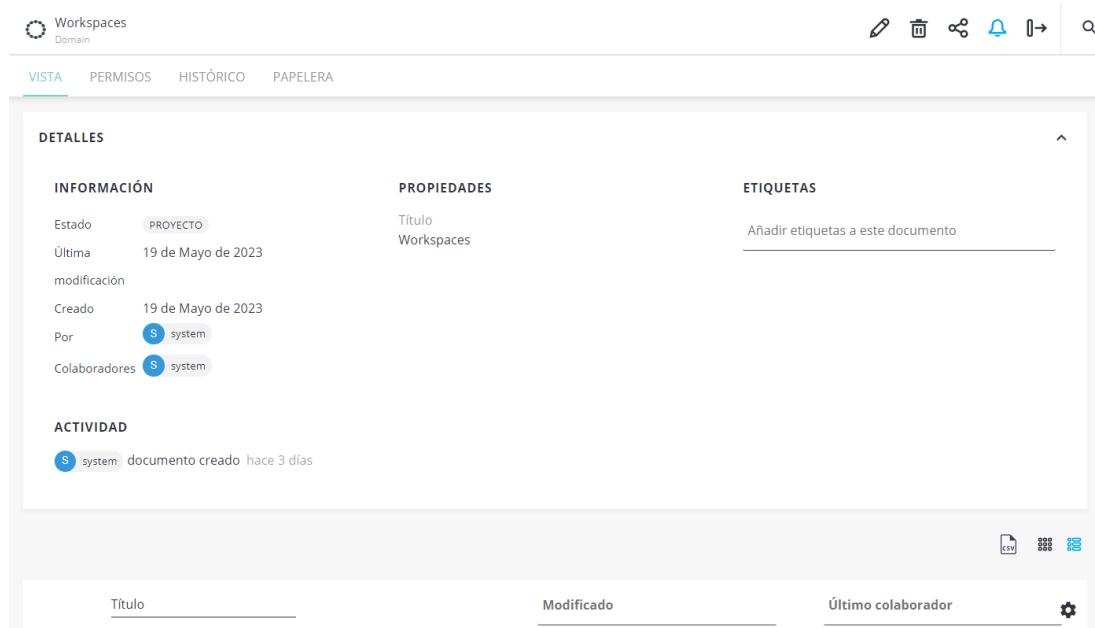 Workspaces
Domain
VISTA PERMISOS HISTÓRICO PAPELERA
DETALLES
INFORMACIÓN
Estado PROYECTO
Última modificación 19 de Mayo de 2023
Creado 19 de Mayo de 2023
Por S system
Colaboradores S system
PROPIEDADES
Título
Workspaces
ETIQUETAS
Añadir etiquetas a este documento
ACTIVIDAD
S system documento creado hace 3 días
CSV
Título Modificado Último colaborador